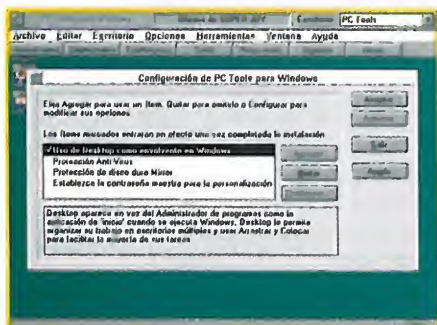 PC Tools
Archivo Editar Escritorio Opciones Herramientas Ventana Ayuda
Configuración de PC Tools para Windows
Elija Agregar para usar un ítem. Quitar para omitirlo o Configurar para
modificar sus opciones
Los ítems marcados entrarán en efecto una vez completada la instalación
√Uso de Desktop como envolvente en Windows
Protección Anti-Virus
Protección de disco duro Mirror
Establezca la contraseña maestra para la personalización
Aceptar
Salir
Quitar
Ayuda
Desktop aparece en vez del Administrador de programas como la
aplicación de 'inicio' cuando se ejecuta Windows. Desktop le permite
organizar su trabajo en escritorios múltiples y usar Arrastrar y Colocar
para facilitar la mayoría de sus tareas